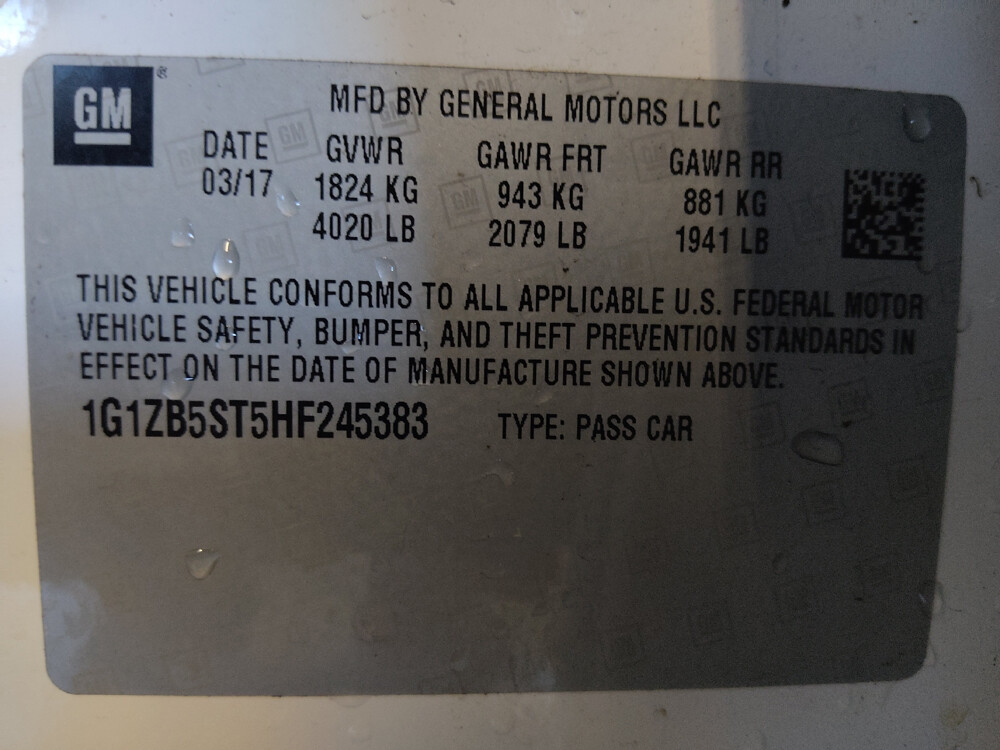 GM ®
MFD BY GENERAL MOTORS LLC
DATE GVWR GAWR FRT GAWR RR
03/17 1824 KG 943 KG 881 KG
4020 LB 2079 LB 1941 LB
THIS VEHICLE CONFORMS TO ALL APPLICABLE U.S. FEDERAL MOTOR
VEHICLE SAFETY, BUMPER, AND THEFT PREVENTION STANDARDS IN
EFFECT ON THE DATE OF MANUFACTURE SHOWN ABOVE.
1G1ZB5ST5HF245383 TYPE: PASS CAR